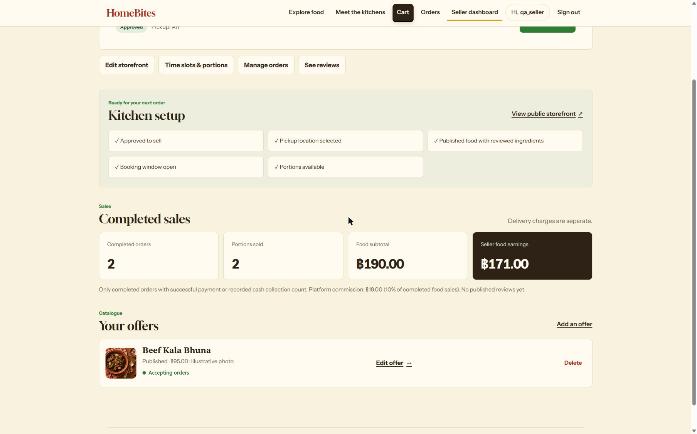 HomeBites
Explore food
Meet the kitchens
Cart
Orders
Seller dashboard
Hi, qa_seller
Sign out
Approved
Edit storefront
Time slots & portions
Manage orders
See reviews
Ready for your next order
Kitchen setup
View public storefront ↗
✓ Approved to sell
✓ Pickup location selected
✓ Published food with reviewed ingredients
✓ Booking window open
✓ Portions available
Sales
Completed sales
Delivery charges are separate.
Completed orders
2
Portions sold
2
Food subtotal
฿190.00
Seller food earnings
฿171.00
Only completed orders with successful payment or recorded cash collection count. Platform commission: ฿19.00 (10% of completed food sales). No published reviews yet.
Catalogue
Your offers
Add an offer
Beef Kala Bhuna
Published · ฿95.00 · Illustrative photo
Accepting orders
Edit offer →
Delete